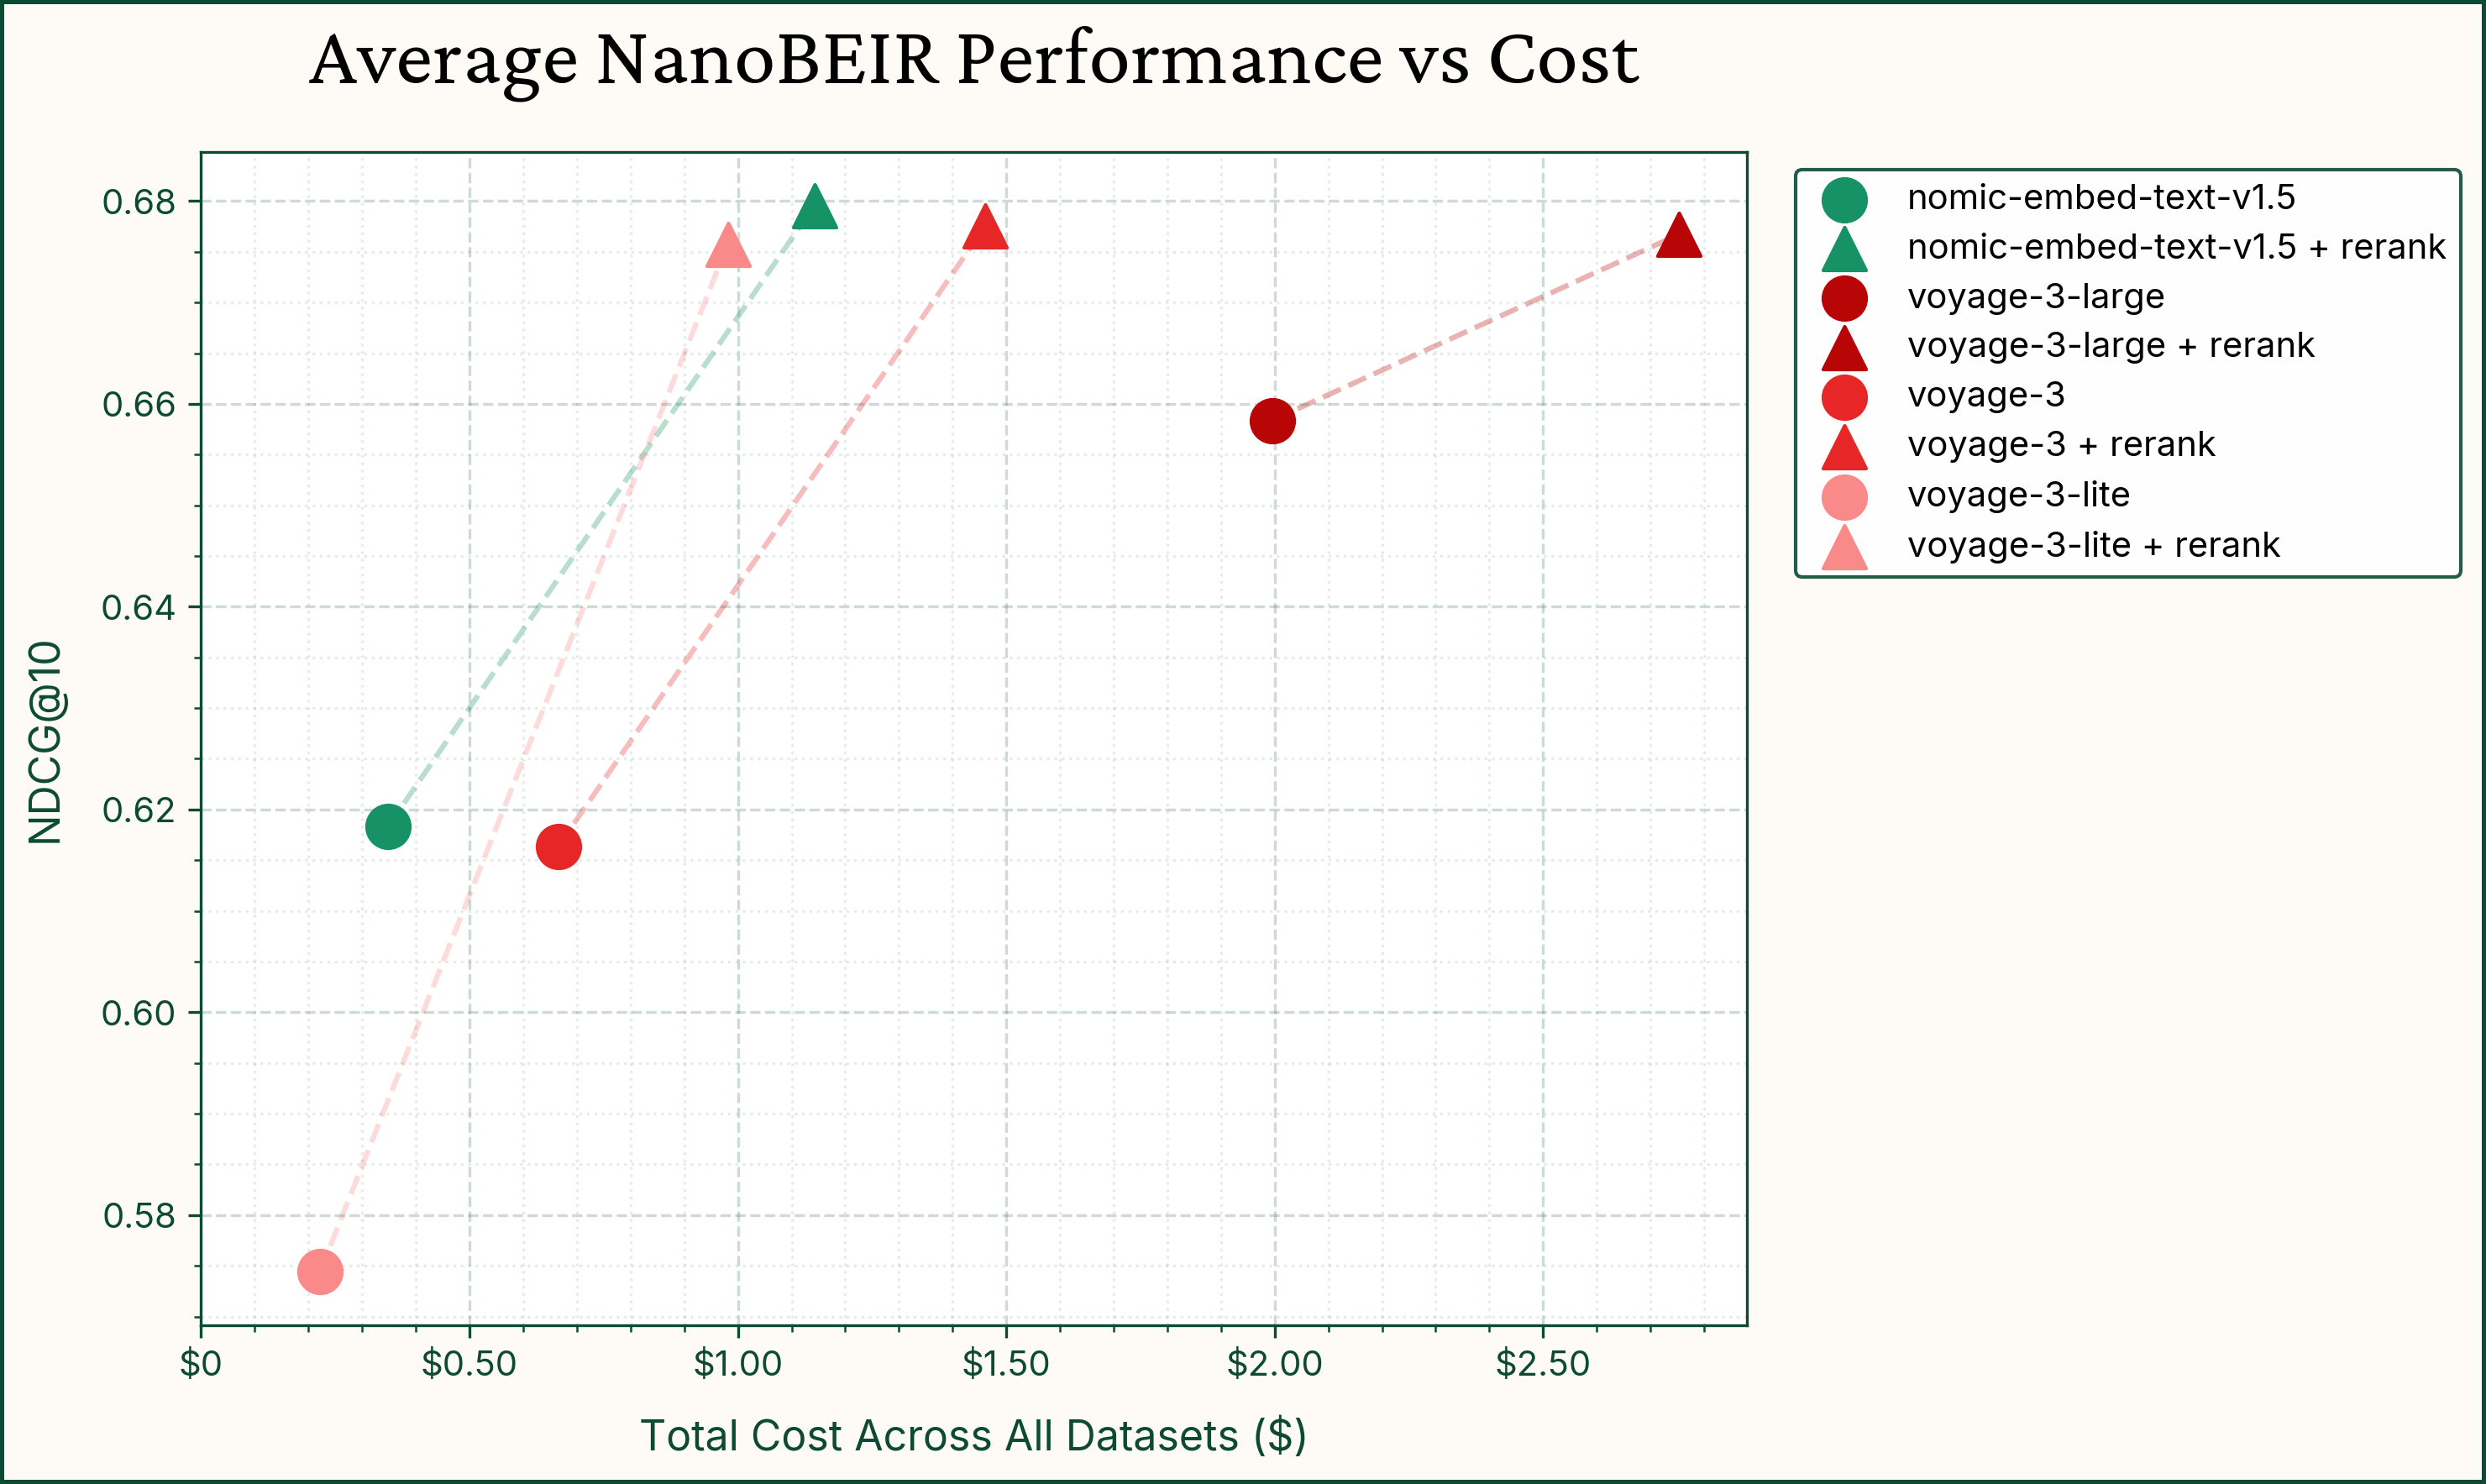 Average NanoBEIR Performance vs Cost
nomic-embed-text-v1.5
nomic-embed-text-v1.5 + rerank
voyage-3-large
voyage-3-large + rerank
voyage-3
voyage-3 + rerank
voyage-3-lite
voyage-3-lite + rerank
NDCG@10
0.68
0.66
0.64
0.62
0.60
0.58
$0 $0.50 $1.00 $1.50 $2.00 $2.50
Total Cost Across All Datasets ($)